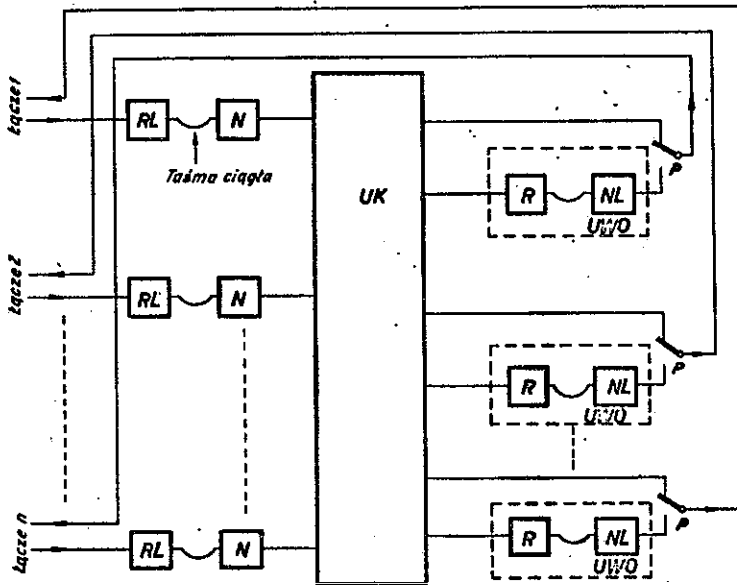 Łącze 1
RL
N
Taśma ciągła
UK
P
R
NL
UWO
Łącze 2
RL
N
P
R
NL
UWO
Łącze n
RL
N
P
R
NL
UWO